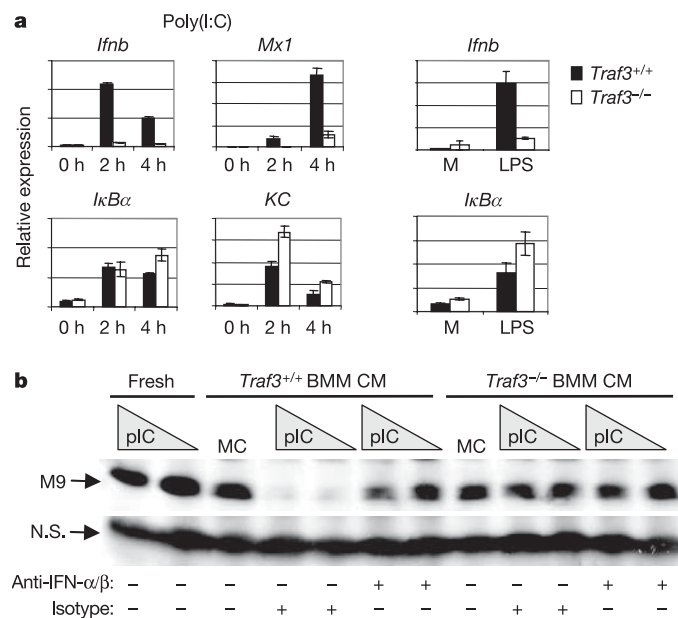 a
Poly(I:C)
Ifnb Mx1 Ifnb
Traf3+/+
Traf3–/–
Relative expression
0 h 2 h 4 h 0 h 2 h 4 h M LPS
IκBα KC IκBα
0 h 2 h 4 h 0 h 2 h 4 h M LPS
b
Fresh Traf3+/+ BMM CM Traf3–/– BMM CM
pIC MC pIC pIC MC pIC pIC
M9
N.S.
Anti-IFN-α/β: – – – – – + + – – – + +
Isotype: – – – + + – – – + + – –